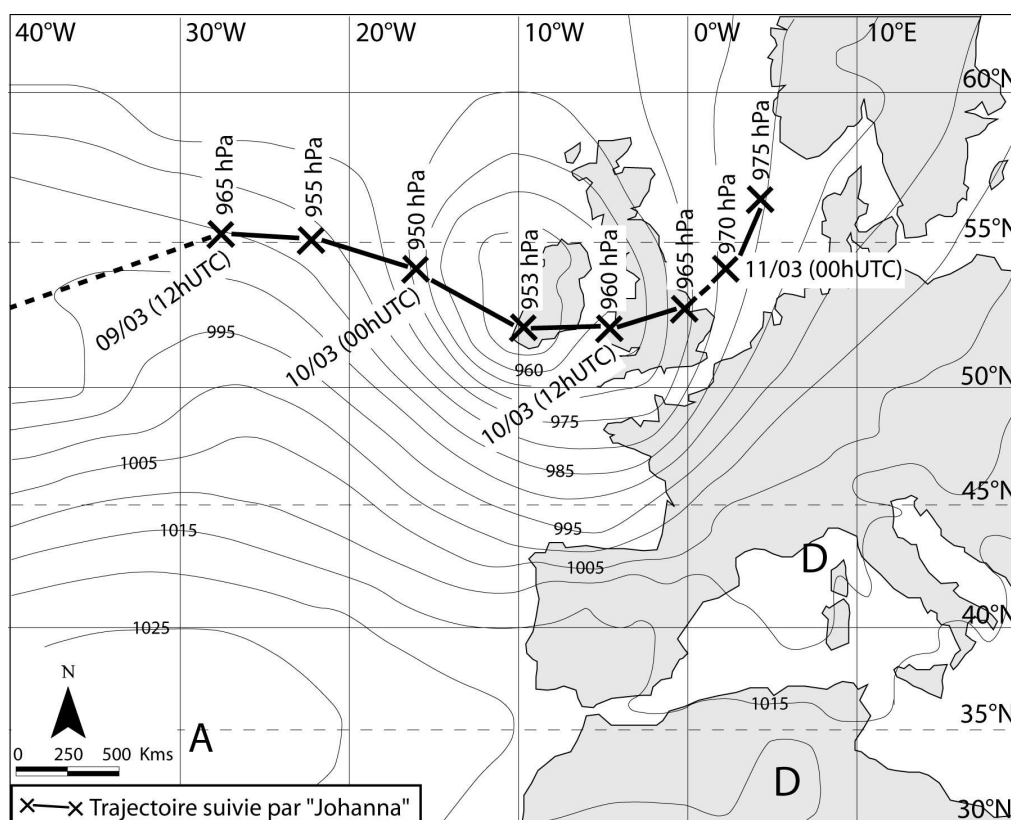 40°W 30°W 20°W 10°W 0°W 10°E
60°N
965 hPa
955 hPa
950 hPa
953 hPa
960 hPa
965 hPa
970 hPa
975 hPa
55°N
11/03 (00hUTC)
09/03 (12hUTC)
10/03 (00hUTC)
10/03 (12hUTC)
995
960
50°N
975
1005
985
45°N
1015
995
1005
D
40°N
1025
N
1015
35°N
A
0 250 500 Kms
D
Trajectoire suivie par "Johanna"
30°N